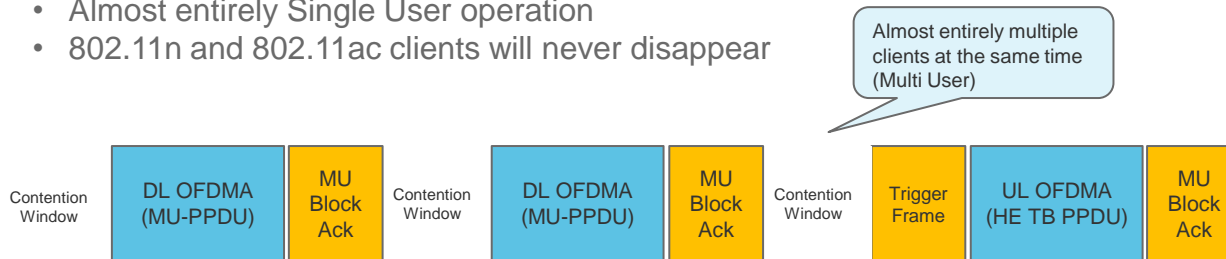 • Almost entirely Single User operation
• 802.11n and 802.11ac clients will never disappear
Almost entirely multiple
clients at the same time
(Multi User)
Contention
Window
DL OFDMA
(MU-PPDU)
MU
Block
Ack
Contention
Window
DL OFDMA
(MU-PPDU)
MU
Block
Ack
Contention
Window
Trigger
Frame
UL OFDMA
(HE TB PPDU)
MU
Block
Ack